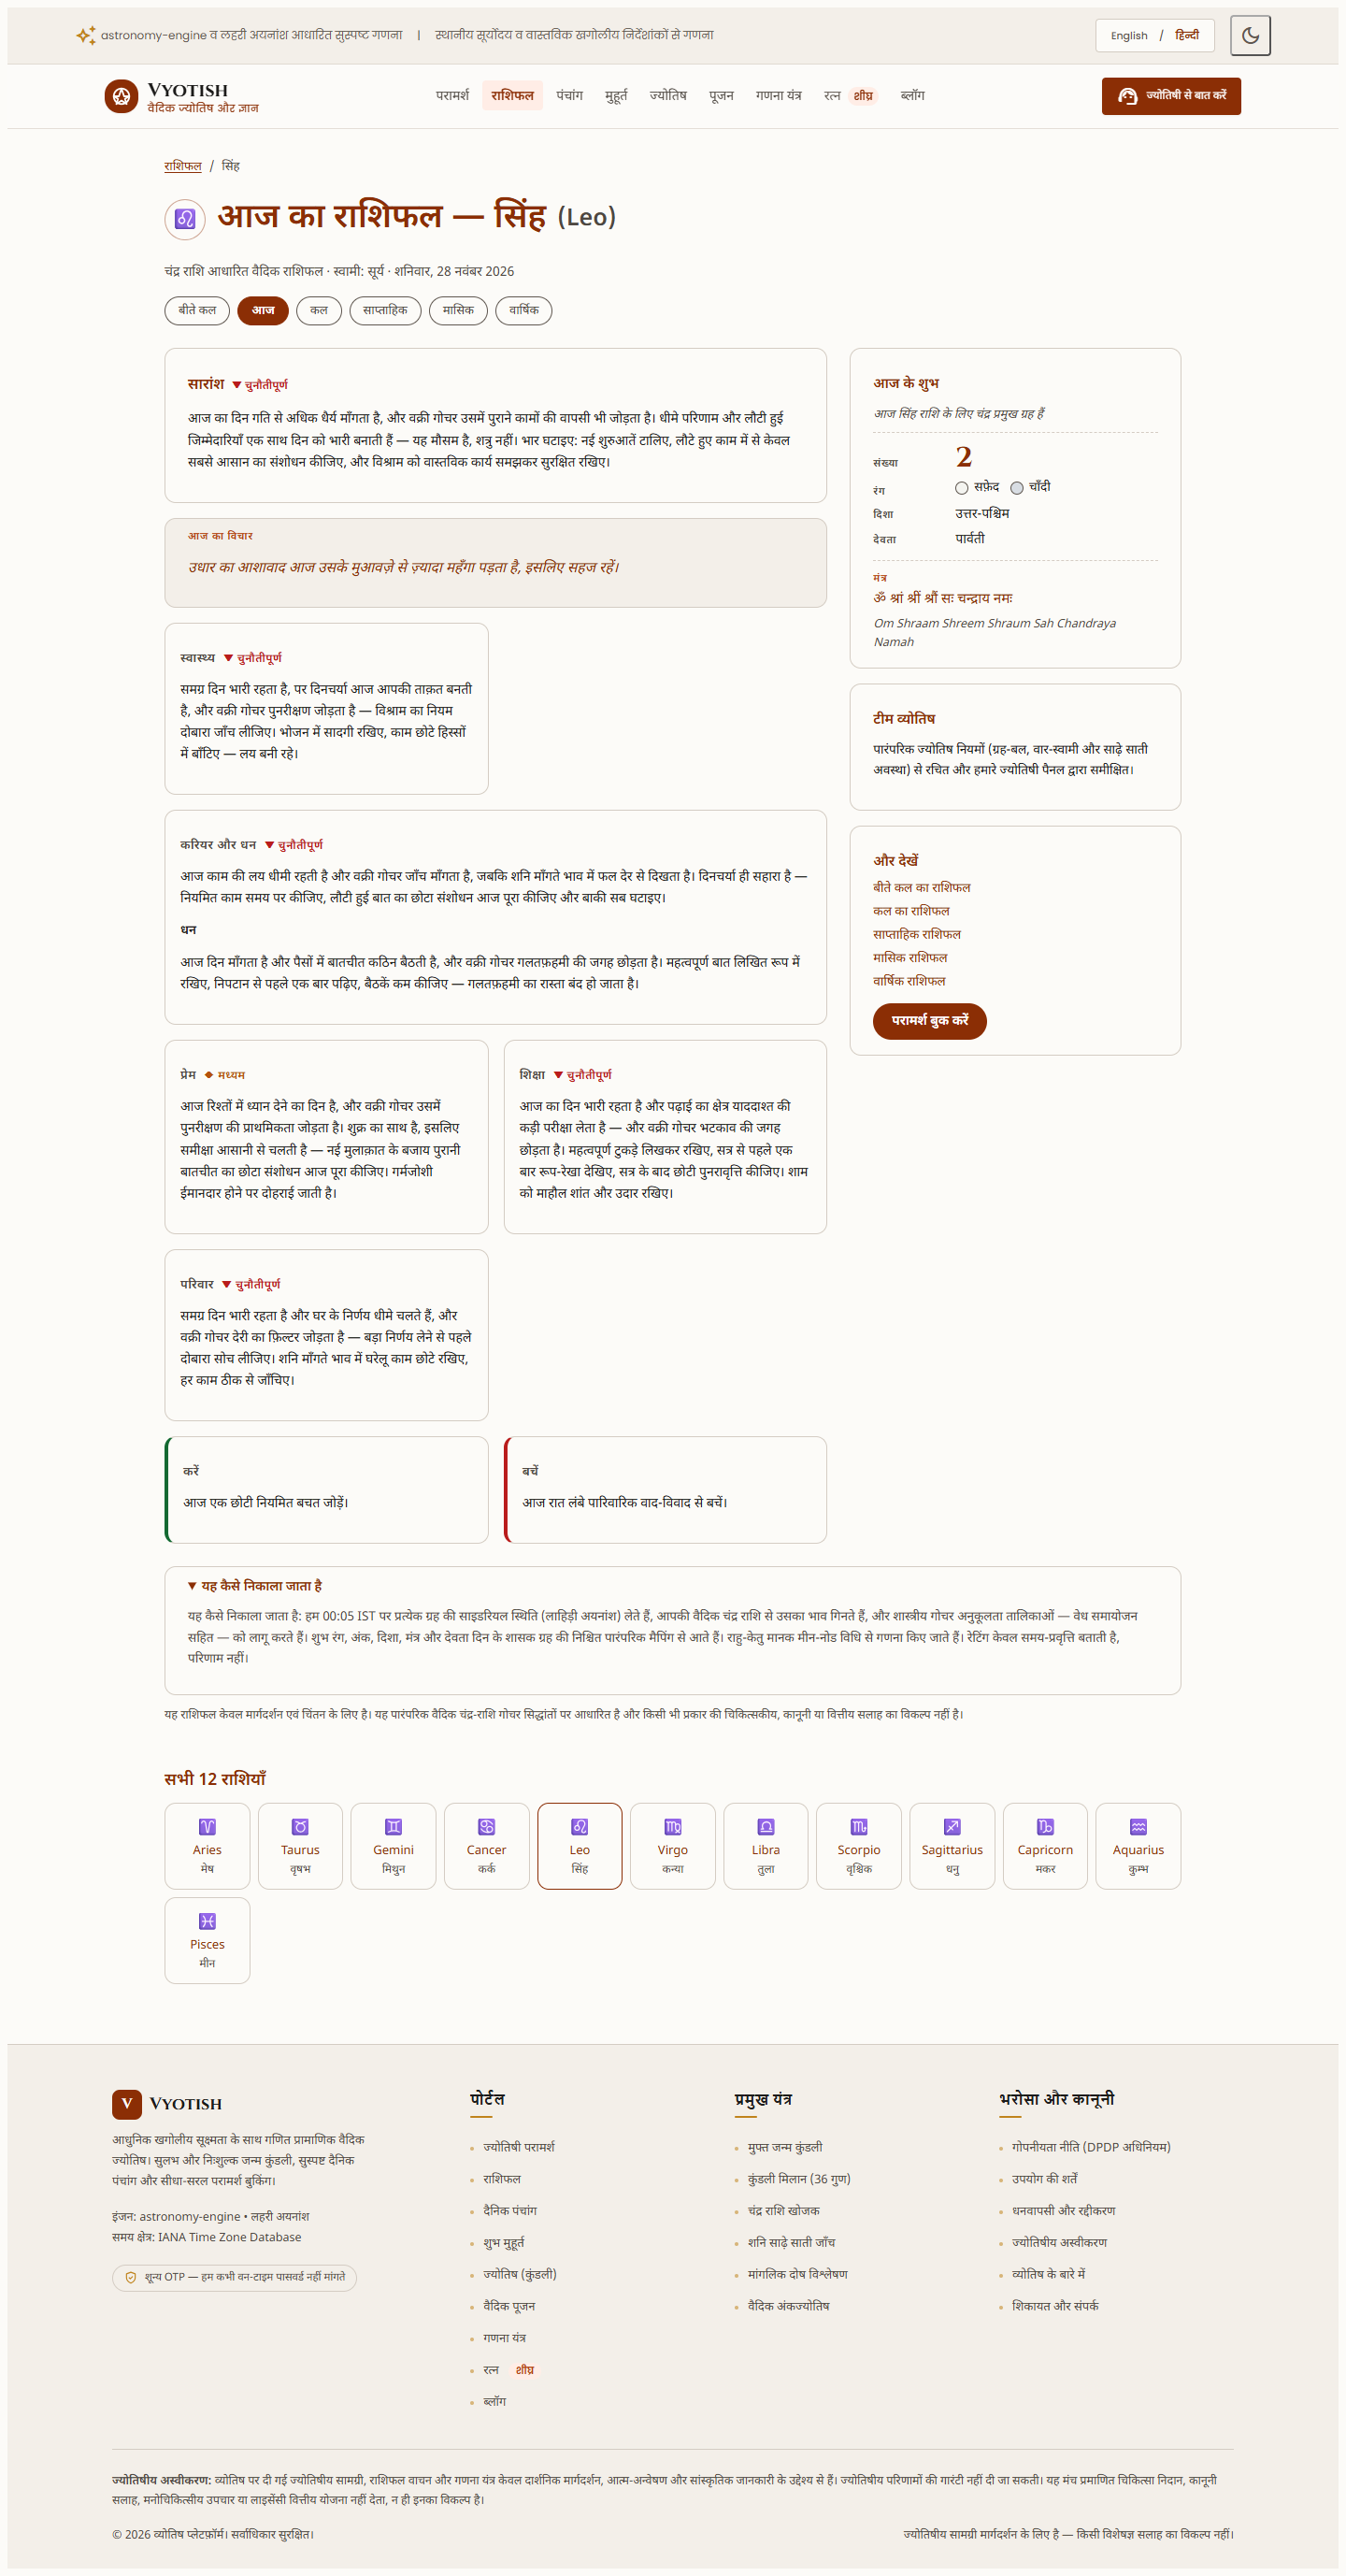 astronomy-engine व लहरी अयनांश आधारित सुस्पष्ट गणना | स्थानीय सूर्योदय व वास्तविक खगोलीय निर्देशांकों से गणना
English / हिन्दी
VYOTISH
वैदिक ज्योतिष और ज्ञान
परामर्श राशिफल पंचांग मुहूर्त ज्योतिष पूजन गणना यंत्र रत्न शीघ्र ब्लॉग
ज्योतिषी से बात करें
राशिफल / सिंह
♌ आज का राशिफल — सिंह (Leo)
चंद्र राशि आधारित वैदिक राशिफल · स्वामी: सूर्य · शनिवार, 28 नवंबर 2026
बीते कल आज कल साप्ताहिक मासिक वार्षिक
सारांश ▼ चुनौतीपूर्ण
आज का दिन गति से अधिक धैर्य माँगता है, और वक्री गोचर उसमें पुराने कामों की वापसी भी जोड़ता है। धीमे परिणाम और लौटी हुई
जिम्मेदारियाँ एक साथ दिन को भारी बनाती हैं — यह मौसम है, शत्रु नहीं। भार घटाइए: नई शुरुआतें टालिए, लौटे हुए काम में से केवल
सबसे आसान का संशोधन कीजिए, और विश्राम को वास्तविक कार्य समझकर सुरक्षित रखिए।
आज का विचार
उधार का आशावाद आज उसके मुआवज़े से ज़्यादा महँगा पड़ता है, इसलिए सहज रहें।
स्वास्थ्य ▼ चुनौतीपूर्ण
समग्र दिन भारी रहता है, पर दिनचर्या आज आपकी ताक़त बनती
है, और वक्री गोचर पुनरीक्षण जोड़ता है — विश्राम का नियम
दोबारा जाँच लीजिए। भोजन में सादगी रखिए, काम छोटे हिस्सों
में बाँटिए — लय बनी रहे।
करियर और धन ▼ चुनौतीपूर्ण
आज काम की लय धीमी रहती है और वक्री गोचर जाँच माँगता है, जबकि शनि माँगते भाव में फल देर से दिखता है। दिनचर्या ही सहारा है —
नियमित काम समय पर कीजिए, लौटी हुई बात का छोटा संशोधन आज पूरा कीजिए और बाकी सब घटाइए।
धन
आज दिन माँगता है और पैसों में बातचीत कठिन बैठती है, और वक्री गोचर गलतफ़हमी की जगह छोड़ता है। महत्वपूर्ण बात लिखित रूप में
रखिए, निपटान से पहले एक बार पढ़िए, बैठकें कम कीजिए — गलतफ़हमी का रास्ता बंद हो जाता है।
प्रेम ◆ मध्यम
आज रिश्तों में ध्यान देने का दिन है, और वक्री गोचर उसमें
पुनरीक्षण की प्राथमिकता जोड़ता है। शुक्र का साथ है, इसलिए
समीक्षा आसानी से चलती है — नई मुलाक़ात के बजाय पुरानी
बातचीत का छोटा संशोधन आज पूरा कीजिए। गर्मजोशी
ईमानदार होने पर दोहराई जाती है।
शिक्षा ▼ चुनौतीपूर्ण
आज का दिन भारी रहता है और पढ़ाई का क्षेत्र याददाश्त की
कड़ी परीक्षा लेता है — और वक्री गोचर भटकाव की जगह
छोड़ता है। महत्वपूर्ण टुकड़े लिखकर रखिए, सत्र से पहले एक
बार रूप-रेखा देखिए, सत्र के बाद छोटी पुनरावृत्ति कीजिए। शाम
को माहौल शांत और उदार रखिए।
परिवार ▼ चुनौतीपूर्ण
समग्र दिन भारी रहता है और घर के निर्णय धीमे चलते हैं, और
वक्री गोचर देरी का फ़िल्टर जोड़ता है — बड़ा निर्णय लेने से पहले
दोबारा सोच लीजिए। शनि माँगते भाव में घरेलू काम छोटे रखिए,
हर काम ठीक से जाँचिए।
करें
आज एक छोटी नियमित बचत जोड़ें।
बचें
आज रात लंबे पारिवारिक वाद-विवाद से बचें।
आज के शुभ
आज सिंह राशि के लिए चंद्र प्रमुख ग्रह हैं
संख्या 2
रंग सफ़ेद चाँदी
दिशा उत्तर-पश्चिम
देवता पार्वती
मंत्र
ॐ श्रां श्रीं श्रौं सः चन्द्राय नमः
Om Shraam Shreem Shraum Sah Chandraya
Namah
टीम व्योतिष
पारंपरिक ज्योतिष नियमों (ग्रह-बल, वार-स्वामी और साढ़े साती
अवस्था) से रचित और हमारे ज्योतिषी पैनल द्वारा समीक्षित।
और देखें
बीते कल का राशिफल
कल का राशिफल
साप्ताहिक राशिफल
मासिक राशिफल
वार्षिक राशिफल
परामर्श बुक करें
▼ यह कैसे निकाला जाता है
यह कैसे निकाला जाता है: हम 00:05 IST पर प्रत्येक ग्रह की साइडरियल स्थिति (लाहिड़ी अयनांश) लेते हैं, आपकी वैदिक चंद्र राशि से उसका भाव गिनते हैं, और शास्त्रीय गोचर अनुकूलता तालिकाओं — वेध समायोजन
सहित — को लागू करते हैं। शुभ रंग, अंक, दिशा, मंत्र और देवता दिन के शासक ग्रह की निश्चित पारंपरिक मैपिंग से आते हैं। राहु-केतु मानक मीन-नोड विधि से गणना किए जाते हैं। रेटिंग केवल समय-प्रवृत्ति बताती है,
परिणाम नहीं।
यह राशिफल केवल मार्गदर्शन एवं चिंतन के लिए है। यह पारंपरिक वैदिक चंद्र-राशि गोचर सिद्धांतों पर आधारित है और किसी भी प्रकार की चिकित्सकीय, कानूनी या वित्तीय सलाह का विकल्प नहीं है।
सभी 12 राशियाँ
♈ ♉ ♊ ♋ ♌ ♍ ♎ ♏ ♐ ♑ ♒
Aries Taurus Gemini Cancer Leo Virgo Libra Scorpio Sagittarius Capricorn Aquarius
मेष वृषभ मिथुन कर्क सिंह कन्या तुला वृश्चिक धनु मकर कुम्भ
♓
Pisces
मीन
V VYOTISH
आधुनिक खगोलीय सूक्ष्मता के साथ गणित प्रामाणिक वैदिक
ज्योतिष। सुलभ और निःशुल्क जन्म कुंडली, सुस्पष्ट दैनिक
पंचांग और सीधा-सरल परामर्श बुकिंग।
इंजन: astronomy-engine • लहरी अयनांश
समय क्षेत्र: IANA Time Zone Database
शून्य OTP — हम कभी वन-टाइम पासवर्ड नहीं मांगते
पोर्टल
ज्योतिषी परामर्श
राशिफल
दैनिक पंचांग
शुभ मुहूर्त
ज्योतिष (कुंडली)
वैदिक पूजन
गणना यंत्र
रत्न शीघ्र
ब्लॉग
प्रमुख यंत्र
मुफ्त जन्म कुंडली
कुंडली मिलान (36 गुण)
चंद्र राशि खोजक
शनि साढ़े साती जाँच
मांगलिक दोष विश्लेषण
वैदिक अंकज्योतिष
भरोसा और कानूनी
गोपनीयता नीति (DPDP अधिनियम)
उपयोग की शर्तें
धनवापसी और रद्दीकरण
ज्योतिषीय अस्वीकरण
व्योतिष के बारे में
शिकायत और संपर्क
ज्योतिषीय अस्वीकरण: व्योतिष पर दी गई ज्योतिषीय सामग्री, राशिफल वाचन और गणना यंत्र केवल दार्शनिक मार्गदर्शन, आत्म-अन्वेषण और सांस्कृतिक जानकारी के उद्देश्य से हैं। ज्योतिषीय परिणामों की गारंटी नहीं दी जा सकती। यह मंच प्रमाणित चिकित्सा निदान, कानूनी
सलाह, मनोचिकित्सीय उपचार या लाइसेंसी वित्तीय योजना नहीं देता, न ही इनका विकल्प है।
© 2026 व्योतिष प्लेटफ़ॉर्म। सर्वाधिकार सुरक्षित।
ज्योतिषीय सामग्री मार्गदर्शन के लिए है — किसी विशेषज्ञ सलाह का विकल्प नहीं।